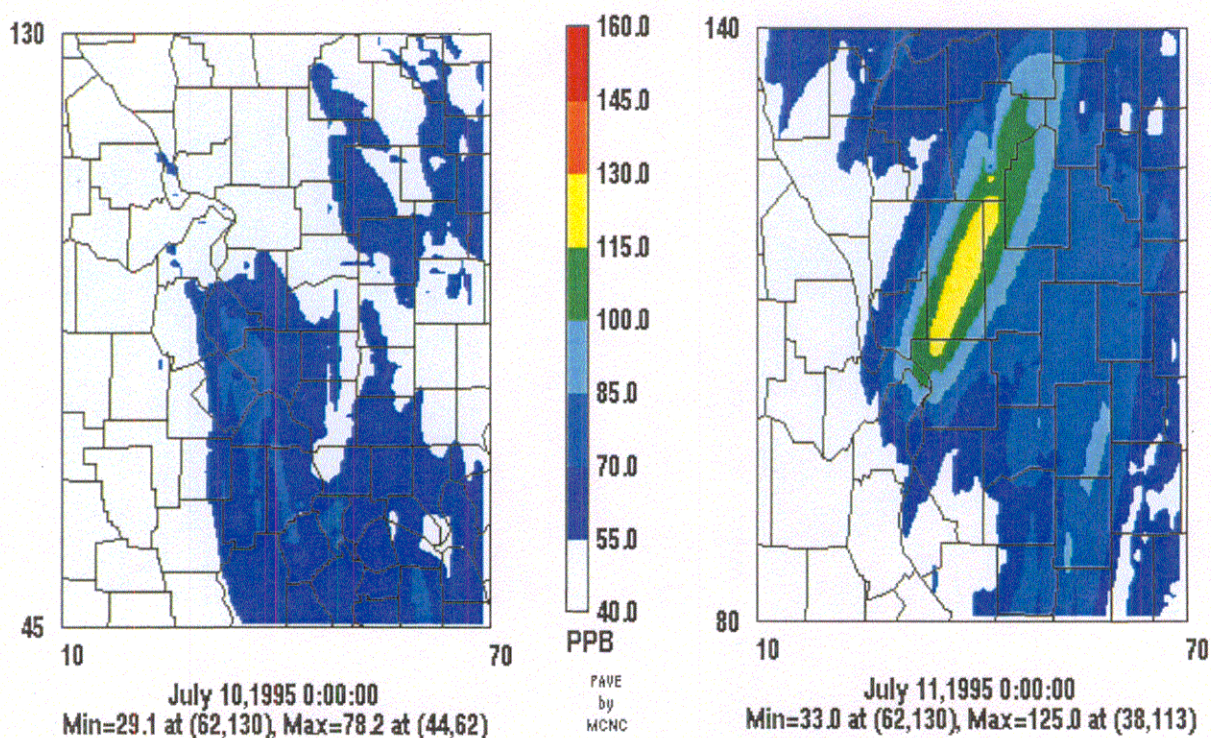 130
45
10
70
July 10,1995 0:00:00
Min=29.1 at (62,130), Max=78.2 at (44,62)
160.0
145.0
130.0
115.0
100.0
85.0
70.0
55.0
40.0
PPB
PAVE
by
MCNC
140
80
10
70
July 11,1995 0:00:00
Min=33.0 at (62,130), Max=125.0 at (38,113)